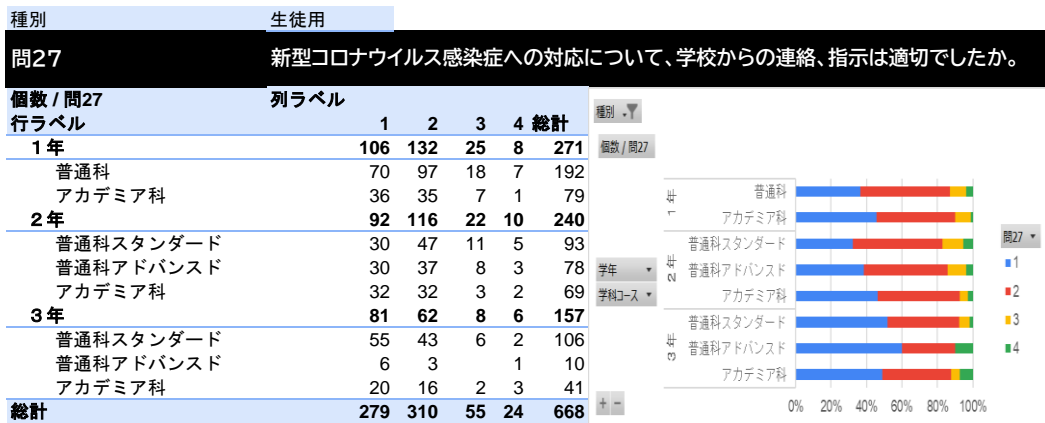 種別 生徒用
問27 新型コロナウイルス感染症への対応について、学校からの連絡、指示は適切でしたか。
個数 / 問27 列ラベル
行ラベル 1 2 3 4 総計
1年 106 132 25 8 271
普通科 70 97 18 7 192
アカデミア科 36 35 7 1 79
2年 92 116 22 10 240
普通科スタンダード 30 47 11 5 93
普通科アドバンスド 30 37 8 3 78
アカデミア科 32 32 3 2 69
3年 81 62 8 6 157
普通科スタンダード 55 43 6 2 106
普通科アドバンスド 6 3 1 10
アカデミア科 20 16 2 3 41
総計 279 310 55 24 668
種別
個数 / 問27
学年
学科コース
+ −
1年
普通科
アカデミア科
2年
普通科スタンダード
普通科アドバンスド
アカデミア科
3年
普通科スタンダード
普通科アドバンスド
アカデミア科
0% 20% 40% 60% 80% 100%
問27
1
2
3
4